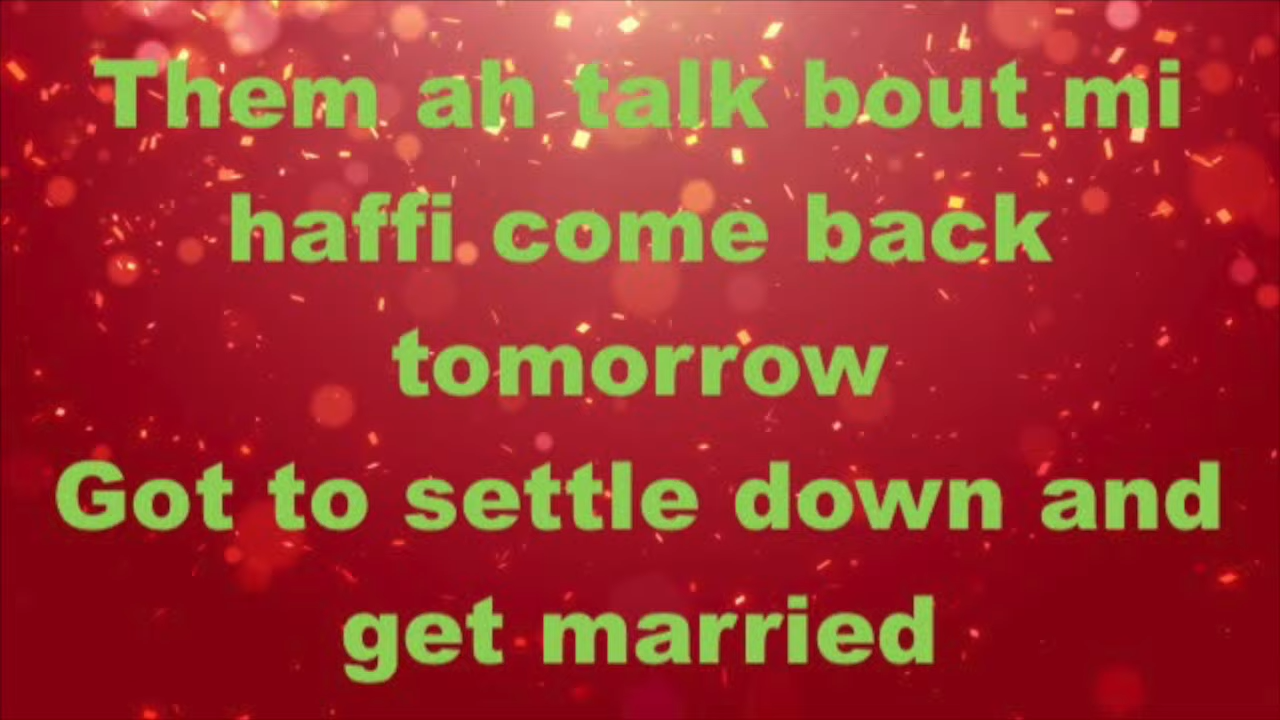 Them ah talk bout mi
haffi come back
tomorrow
Got to settle down and
get married